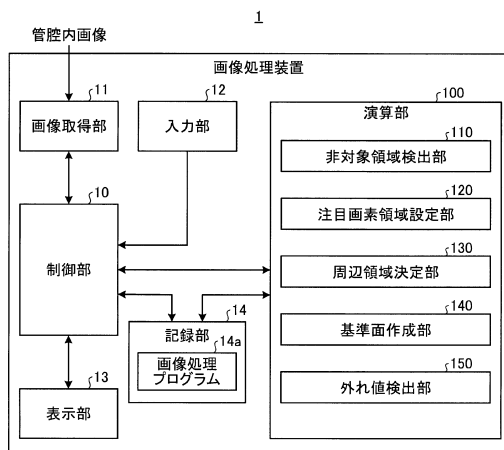 1
管腔内画像
画像処理装置
11
画像取得部
12
入力部
100
演算部
110
非対象領域検出部
120
注目画素領域設定部
130
周辺領域決定部
140
基準面作成部
150
外れ値検出部
10
制御部
14
記録部
14a
画像処理
プログラム
13
表示部